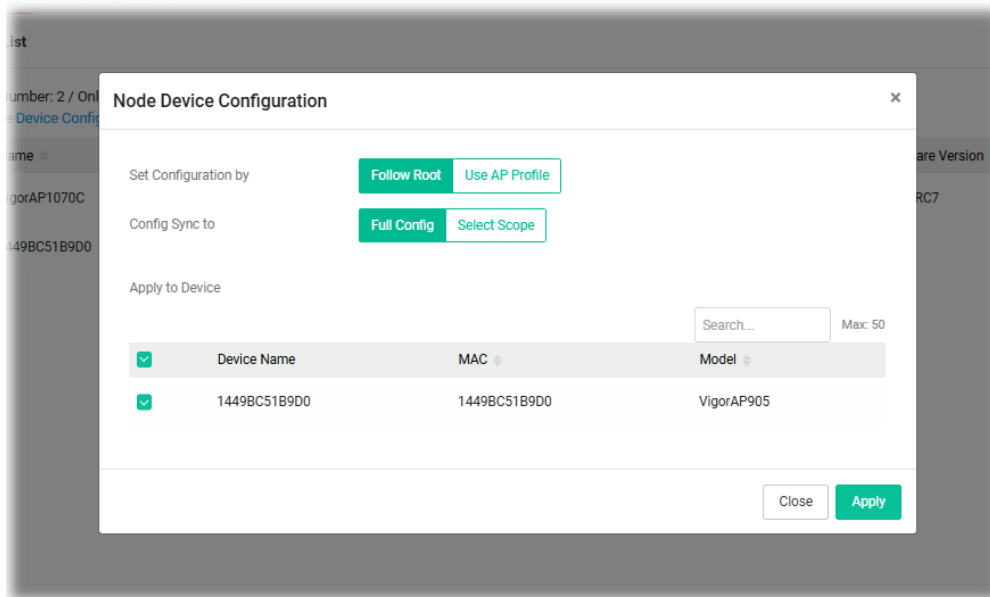 List
Number: 2 / Onl
e Device Config
ame
are Version
igorAP1070C
RC7
449BC51B9D0
Node Device Configuration
×
Set Configuration by
Follow Root
Use AP Profile
Config Sync to
Full Config
Select Scope
Apply to Device
Search...
Max: 50
Device Name
MAC
Model
1449BC51B9D0
1449BC51B9D0
VigorAP905
Close
Apply